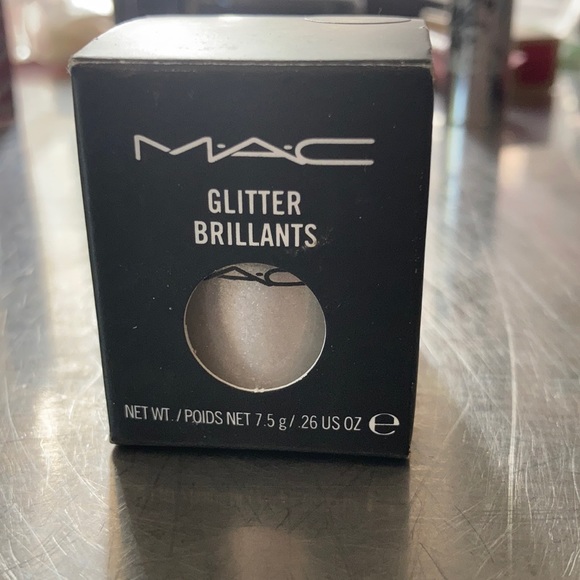 M·A·C
GLITTER
BRILLANTS
A·C
NET WT. / POIDS NET 7.5 g / .26 US OZ ℮